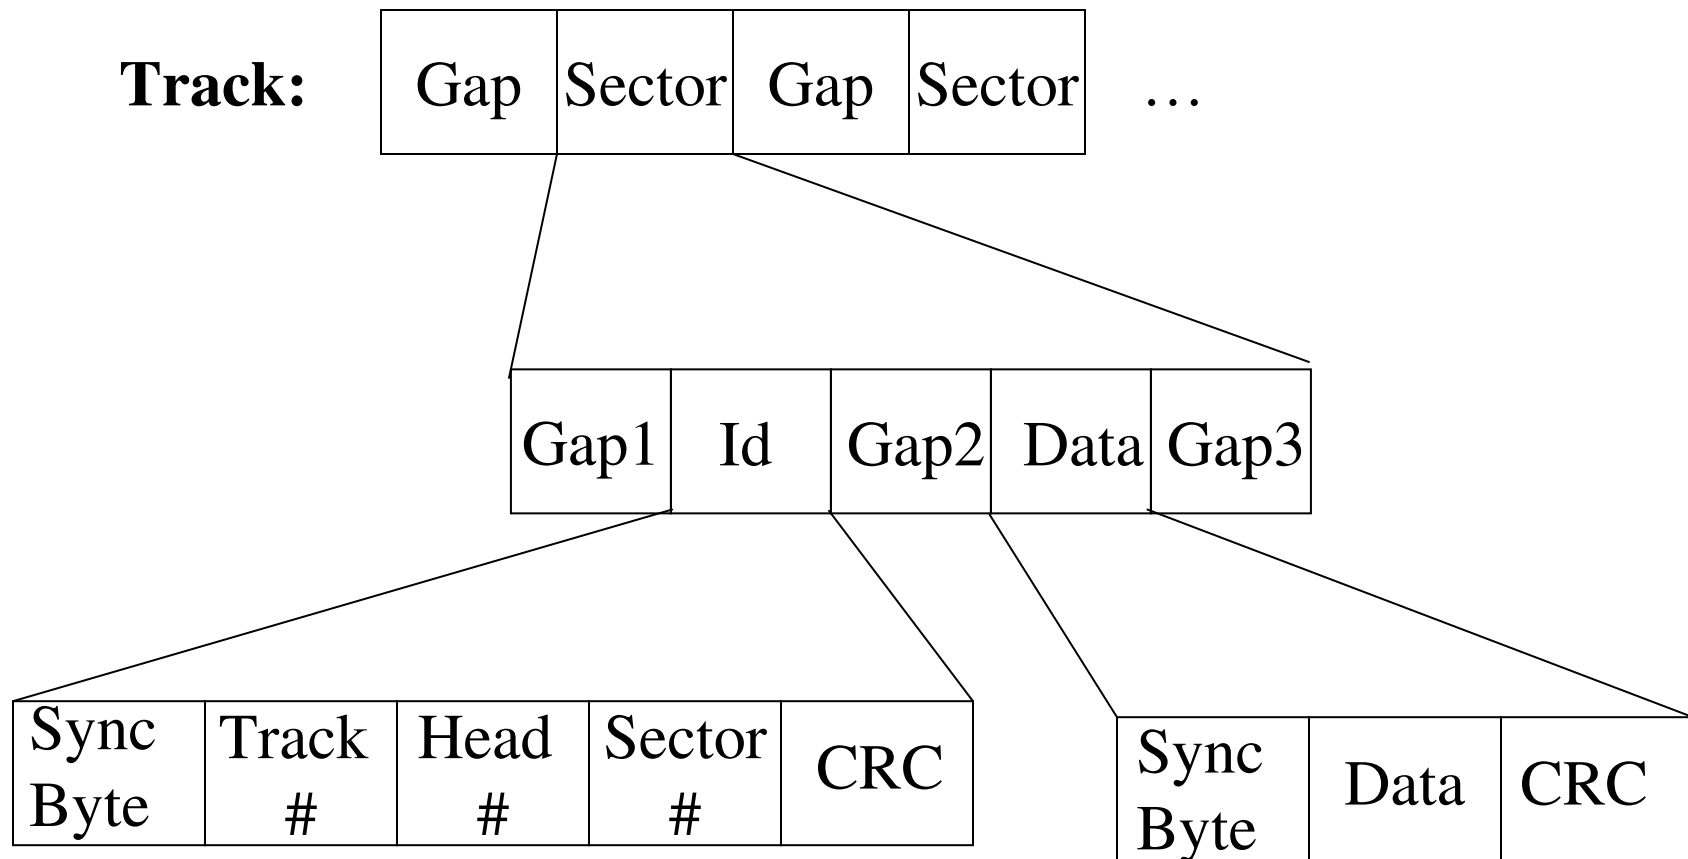 Track: Gap Sector Gap Sector …
Gap1 Id Gap2 Data Gap3
Sync Byte Track # Head # Sector # CRC
Sync Byte Data CRC